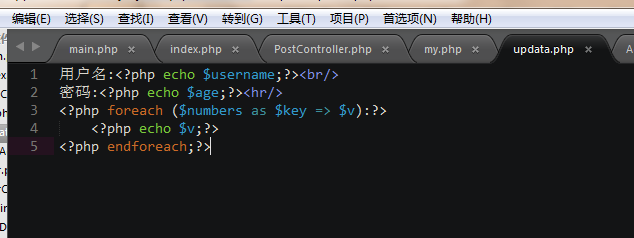 编辑(E) 选择(S) 查找(I) 查看(V) 转到(G) 工具(T) 项目(P) 首选项(N) 帮助(H)
main.php × index.php × PostController.php × my.php × updata.php × A
1 用户名:<?php echo $username;?><br/>
2 密码:<?php echo $age;?><hr/>
3 <?php foreach ($numbers as $key => $v):?>
4 <?php echo $v;?>
5 <?php endforeach;?>